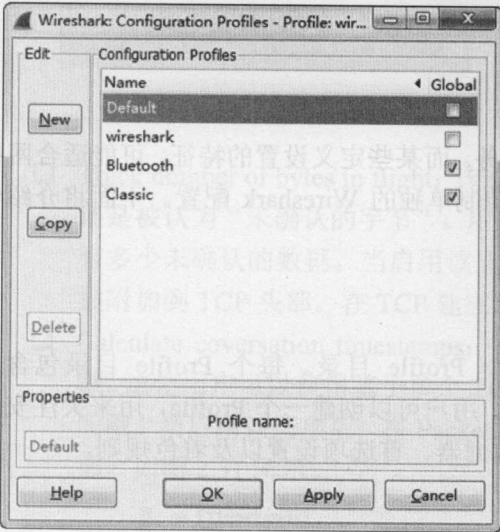 Wireshark: Configuration Profiles - Profile: wir...
Edit
Configuration Profiles
Name
Global
Default
New
wireshark
Bluetooth
Classic
Copy
Delete
Properties
Profile name:
Default
Help
OK
Apply
Cancel